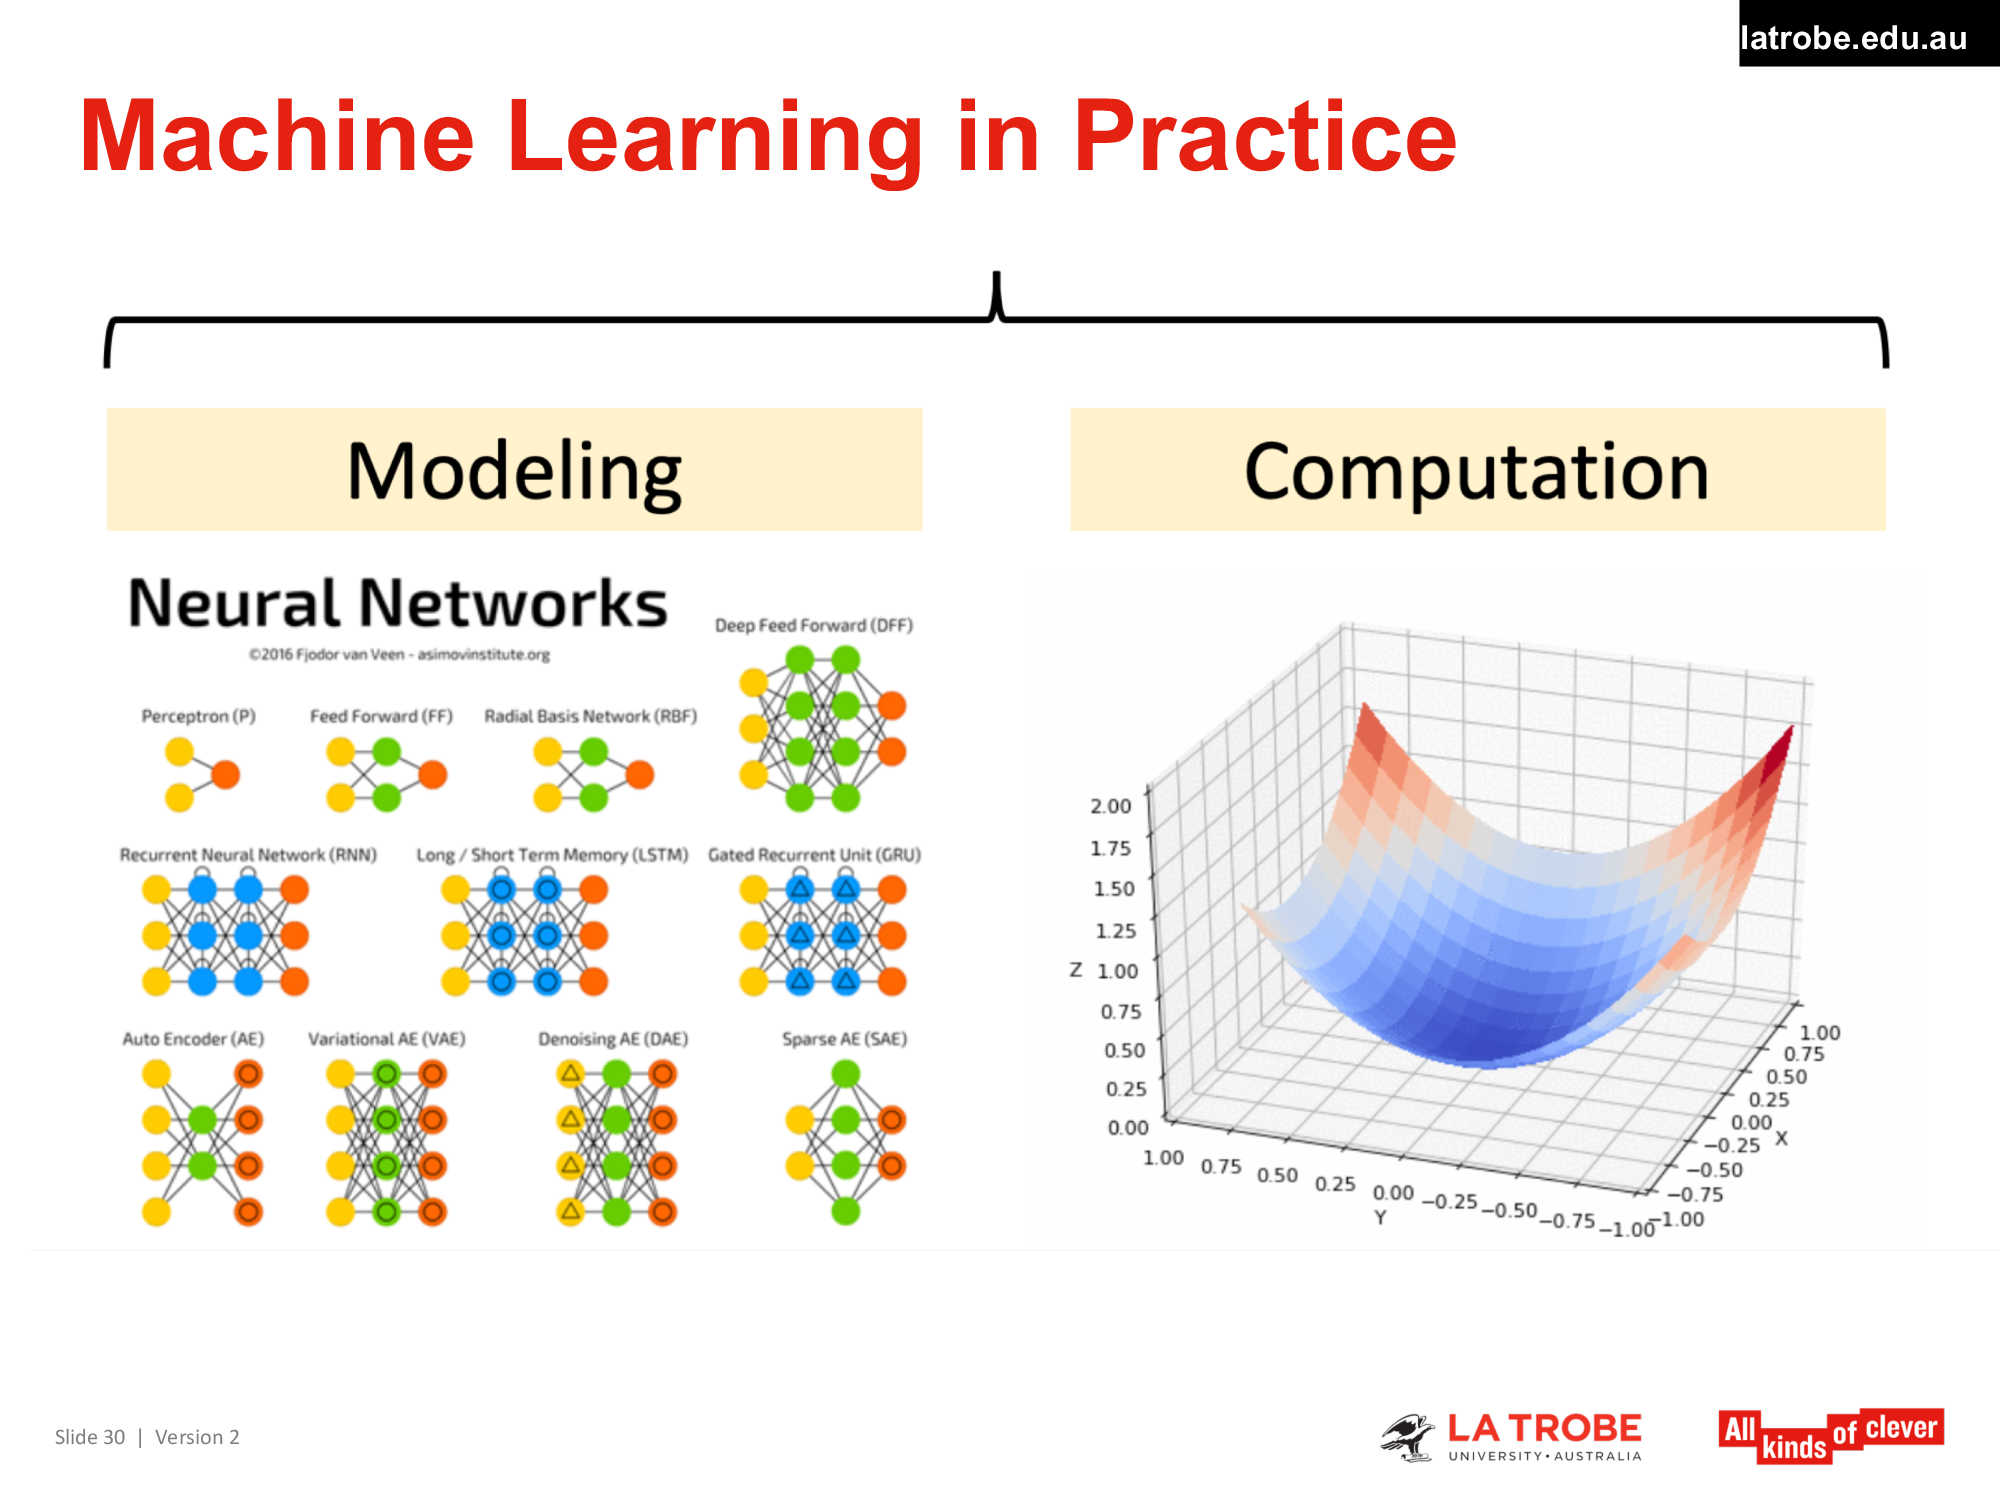 latrobe.edu.au
Machine Learning in Practice
Modeling
Computation
Neural Networks
©2016 Fjodor van Veen - asimovinstitute.org
Deep Feed Forward (DFF)
Perceptron (P)
Feed Forward (FF)
Radial Basis Network (RBF)
Recurrent Neural Network (RNN)
Long / Short Term Memory (LSTM)
Gated Recurrent Unit (GRU)
Auto Encoder (AE)
Variational AE (VAE)
Denoising AE (DAE)
Sparse AE (SAE)
2.00
1.75
1.50
1.25
Z 1.00
0.75
0.50
0.25
0.00
1.00
0.75
0.50
0.25
0.00
−0.25
−0.50
−0.75
−1.00
Y
1.00
0.75
0.50
0.25
0.00
−0.25
X
−0.50
−0.75
−1.00
Slide 30 | Version 2
LA TROBE
UNIVERSITY • AUSTRALIA
All kinds of clever